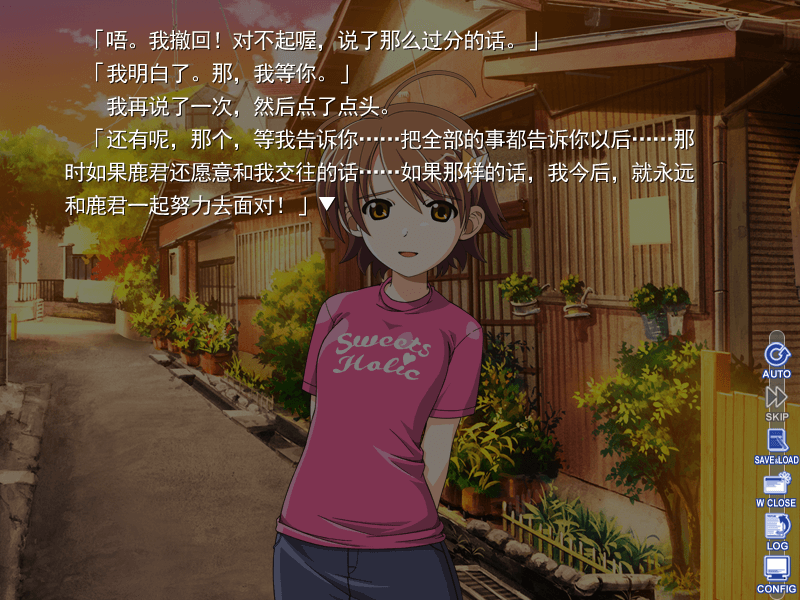 「唔。我撤回！对不起喔，说了那么过分的话。」
「我明白了。那，我等你。」
我再说了一次，然后点了点头。
「还有呢，那个，等我告诉你……把全部的事都告诉你以后……那
时如果鹿君还愿意和我交往的话……如果那样的话，我今后，就永远
和鹿君一起努力去面对！」▼
Sweets
Holic
AUTO
SKIP
SAVE&LOAD
W CLOSE
LOG
CONFIG